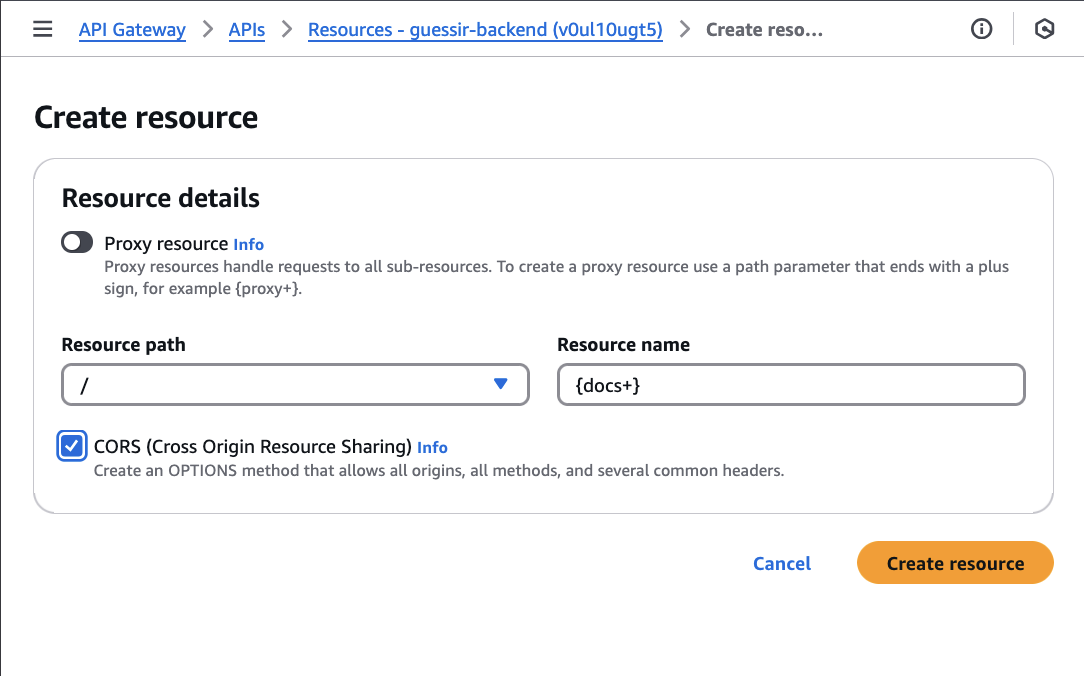 API Gateway > APIs > Resources - guessir-backend (v0ul10ugt5) > Create reso...
Create resource
Resource details
Proxy resource Info
Proxy resources handle requests to all sub-resources. To create a proxy resource use a path parameter that ends with a plus
sign, for example {proxy+}.
Resource path
/
Resource name
{docs+}
CORS (Cross Origin Resource Sharing) Info
Create an OPTIONS method that allows all origins, all methods, and several common headers.
Cancel
Create resource